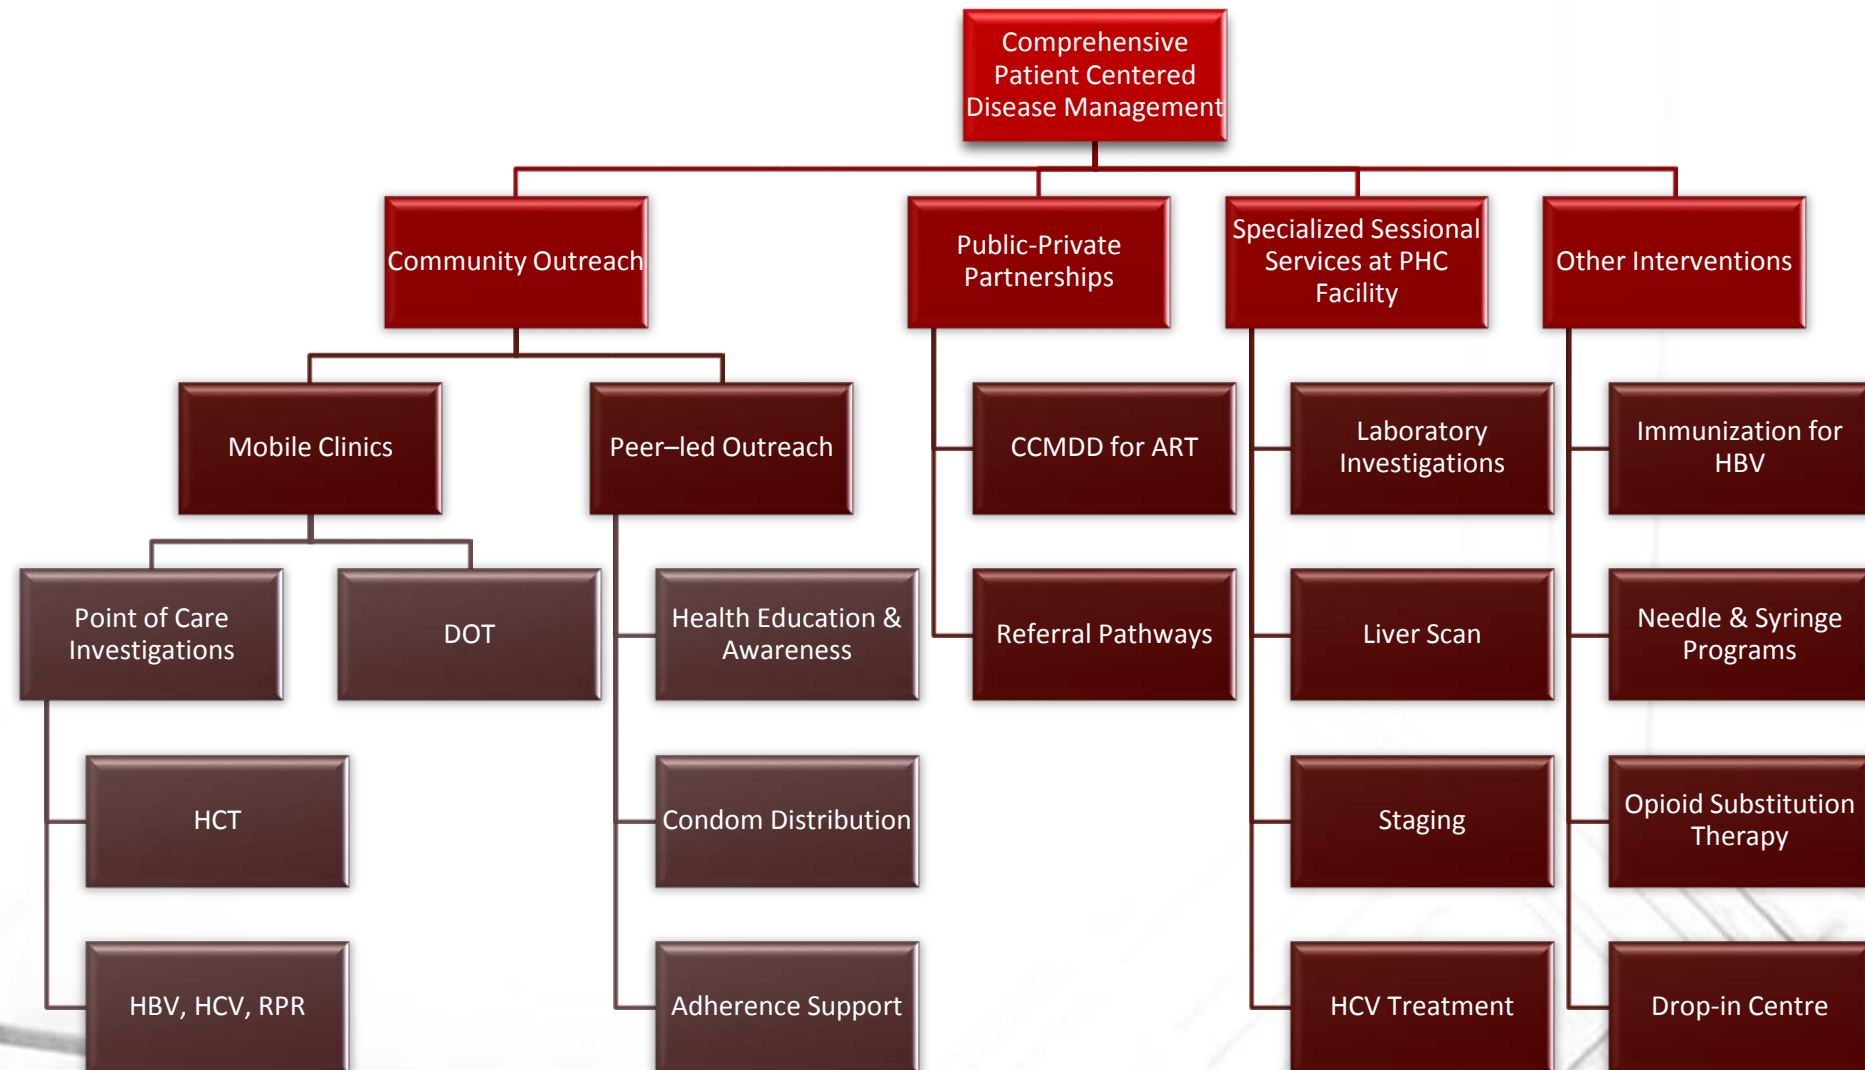 Comprehensive
Patient Centered
Disease Management
Community Outreach
Public-Private
Partnerships
Specialized Sessional
Services at PHC
Facility
Other Interventions
Mobile Clinics
Peer–led Outreach
CCMDD for ART
Laboratory
Investigations
Immunization for
HBV
Point of Care
Investigations
DOT
Health Education &
Awareness
Referral Pathways
Liver Scan
Needle & Syringe
Programs
HCT
Condom Distribution
Staging
Opioid Substitution
Therapy
HBV, HCV, RPR
Adherence Support
HCV Treatment
Drop-in Centre